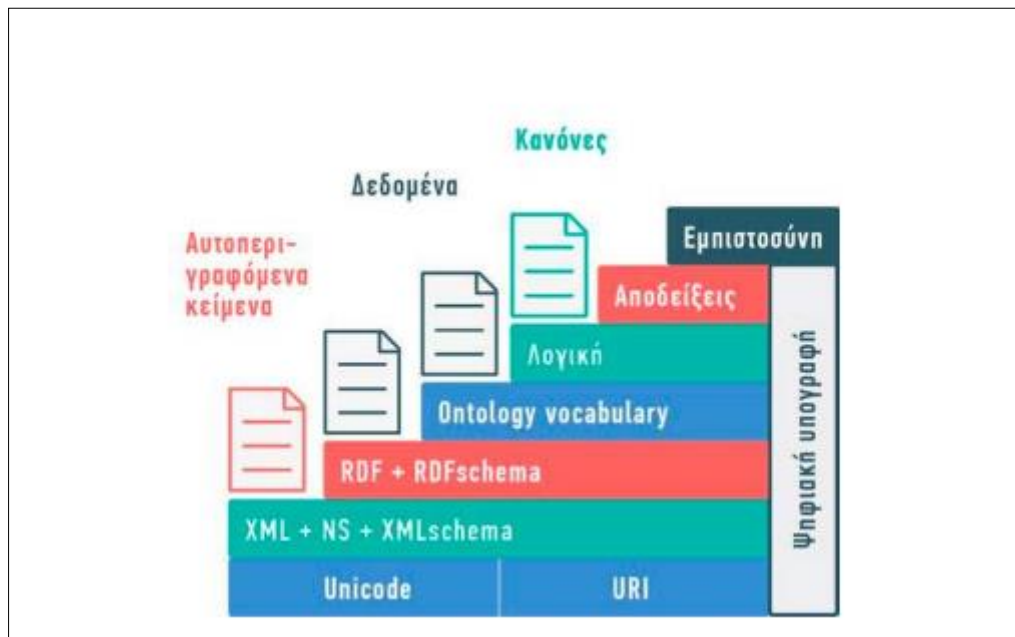 Κανόνες
Δεδομένα
Αυτοπερι-
γραφόμενα
κείμενα
Εμπιστοσύνη
Αποδείξεις
Λογική
Ontology vocabulary
RDF + RDFschema
XML + NS + XMLschema
Unicode
URI
Ψηφιακή υπογραφή